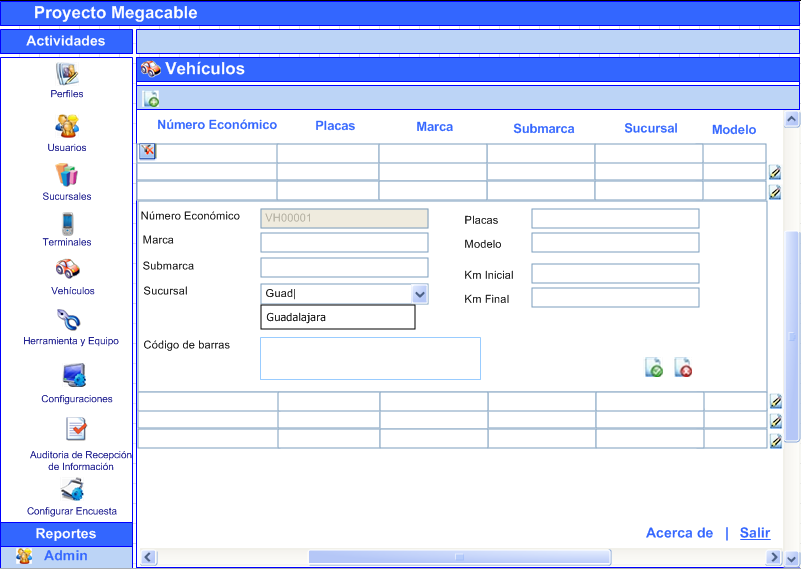 Proyecto Megacable
Actividades
Perfiles
Usuarios
Sucursales
Terminales
Vehículos
Herramienta y Equipo
Configuraciones
Auditoria de Recepción
de Información
Configurar Encuesta
Reportes
Admin
Vehículos
Número Económico Placas Marca Submarca Sucursal Modelo
Número Económico VH00001 Placas
Marca Modelo
Submarca Km Inicial
Sucursal Guad Km Final
Guadalajara
Código de barras
Acerca de | Salir